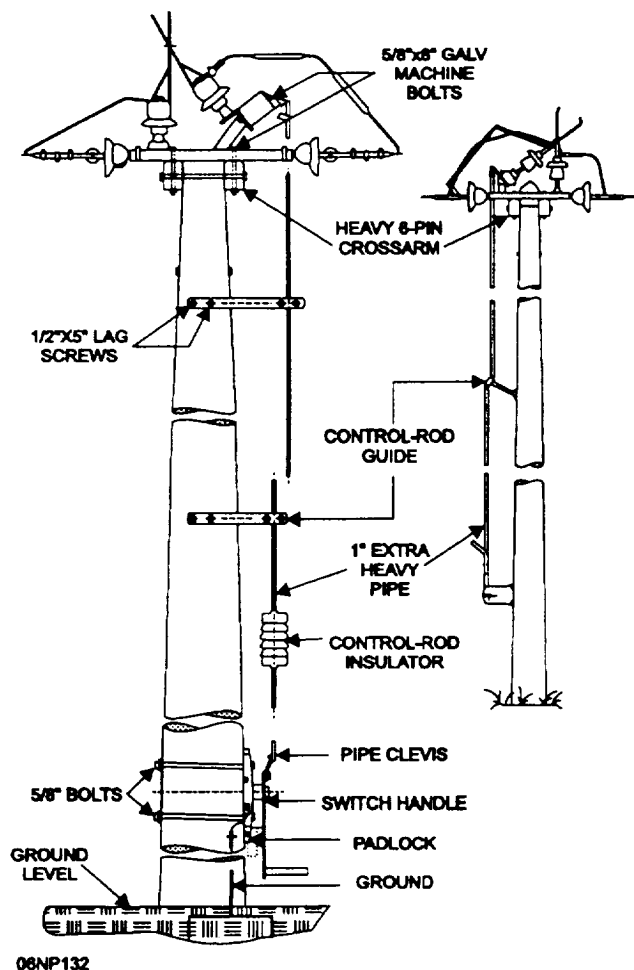 5/8"x8" GALV
MACHINE
BOLTS
HEAVY 6-PIN
CROSSARM
1/2"X5" LAG
SCREWS
CONTROL-ROD
GUIDE
1" EXTRA
HEAVY
PIPE
CONTROL-ROD
INSULATOR
PIPE CLEVIS
5/8" BOLTS
SWITCH HANDLE
PADLOCK
GROUND
LEVEL
GROUND
06NP132